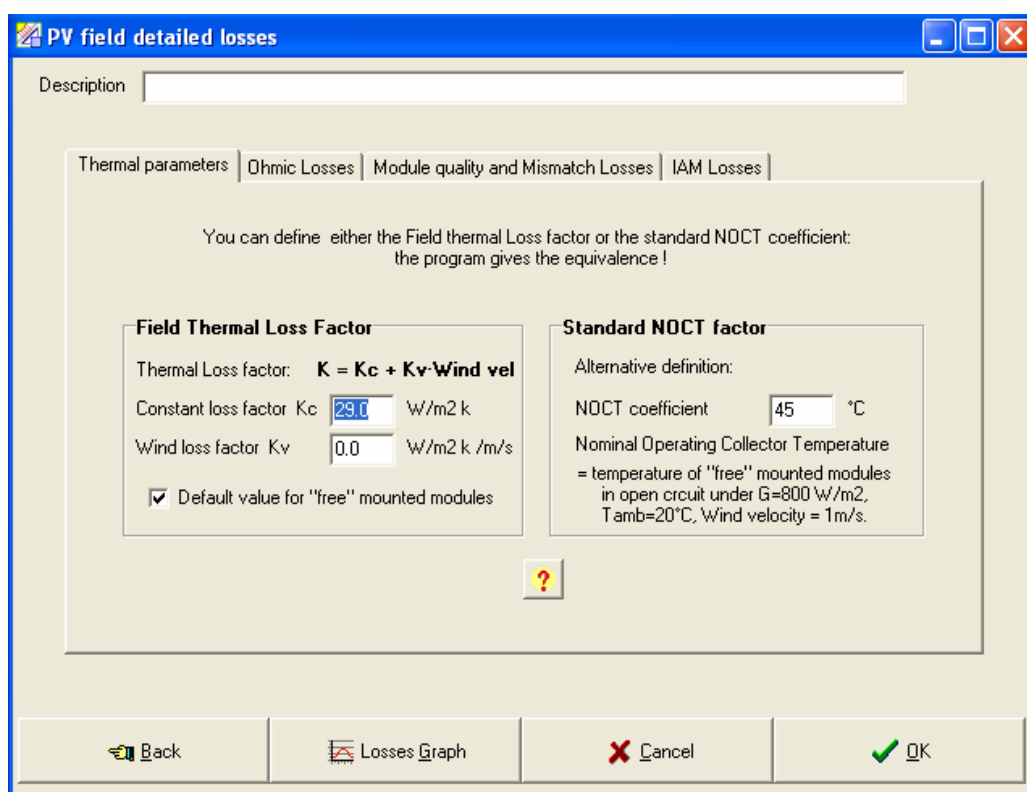 PV field detailed losses
Description
Thermal parameters
Ohmic Losses
Module quality and Mismatch Losses
IAM Losses
You can define either the Field thermal Loss factor or the standard NOCT coefficient:
the program gives the equivalence !
Field Thermal Loss Factor
Thermal Loss factor: K = Kc + Kv·Wind vel
Constant loss factor Kc 29.0 W/m2 k
Wind loss factor Kv 0.0 W/m2 k /m/s
Default value for "free" mounted modules
Standard NOCT factor
Alternative definition:
NOCT coefficient 45 °C
Nominal Operating Collector Temperature
= temperature of "free" mounted modules
in open crcuit under G=800 W/m2,
Tamb=20°C, Wind velocity = 1m/s.
?
Back
Losses Graph
Cancel
OK